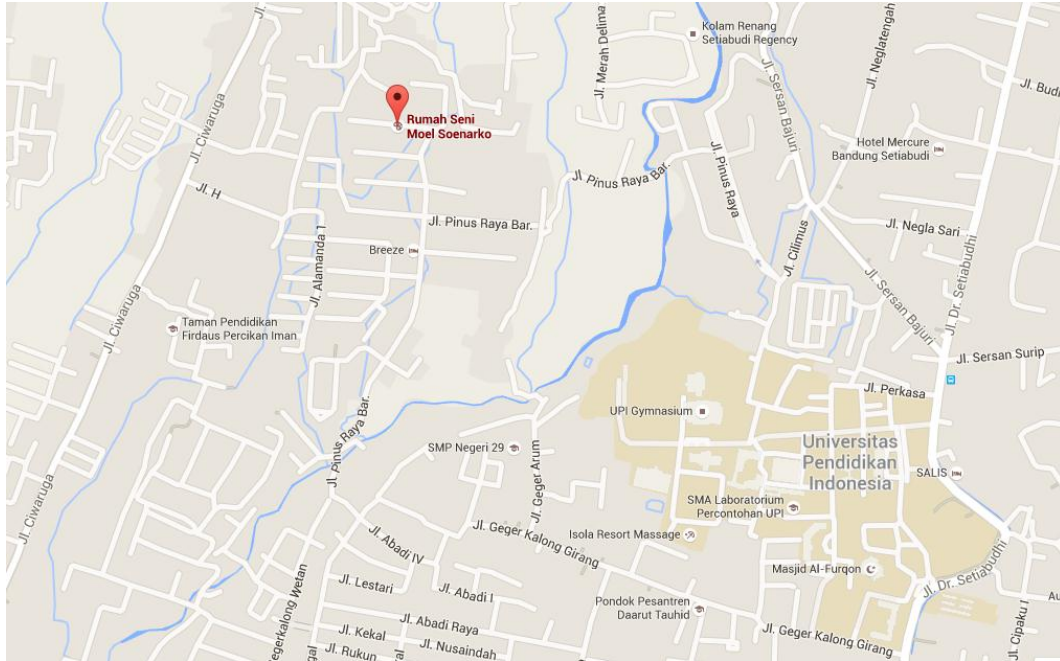 Jl. Ciwaruga
Kolam Renang
Setiabudi Regency
Jl. Merah Delima
Jl. Neglatengah
Jl. Sersan Bajuri
Jl. Budi
Rumah Seni
Moel Soenarko
Jl. Ciwaruga
Hotel Mercure
Bandung Setiabudi
Jl. Pinus Raya Bar.
Jl. Pinus Raya
Jl. H
Jl. Pinus Raya Bar.
Jl. Negla Sari
Jl. Cilimus
Breeze
Jl. Alamanda 1
Jl. Sersan Bajuri
Jl. Dr. Setiabudhi
Jl. Ciwaruga
Taman Pendidikan
Firdaus Percikan Iman
Jl. Sersan Surip
Jl. Perkasa
UPI Gymnasium
Jl. Pinus Raya Bar.
SMP Negeri 29
Universitas
Pendidikan
Indonesia
SALIS
Jl. Geger Arum
SMA Laboratorium
Percontohan UPI
Jl. Ciwaruga
Jl. Geger Kalong Girang
Isola Resort Massage
Jl. Abadi IV
Masjid Al-Furqon
Jl. Dr. Setiabudhi
Jl. Lestari
Jl. Abadi I
Pondok Pesantren
Daarut Tauhid
egerkalong Wetan
Jl. Abadi Raya
Jl. Geger Kalong Girang
Jl. Cipaku I
Au
Jl. Kekal
Jl. Nusaindah
Jl. Rukun
gal